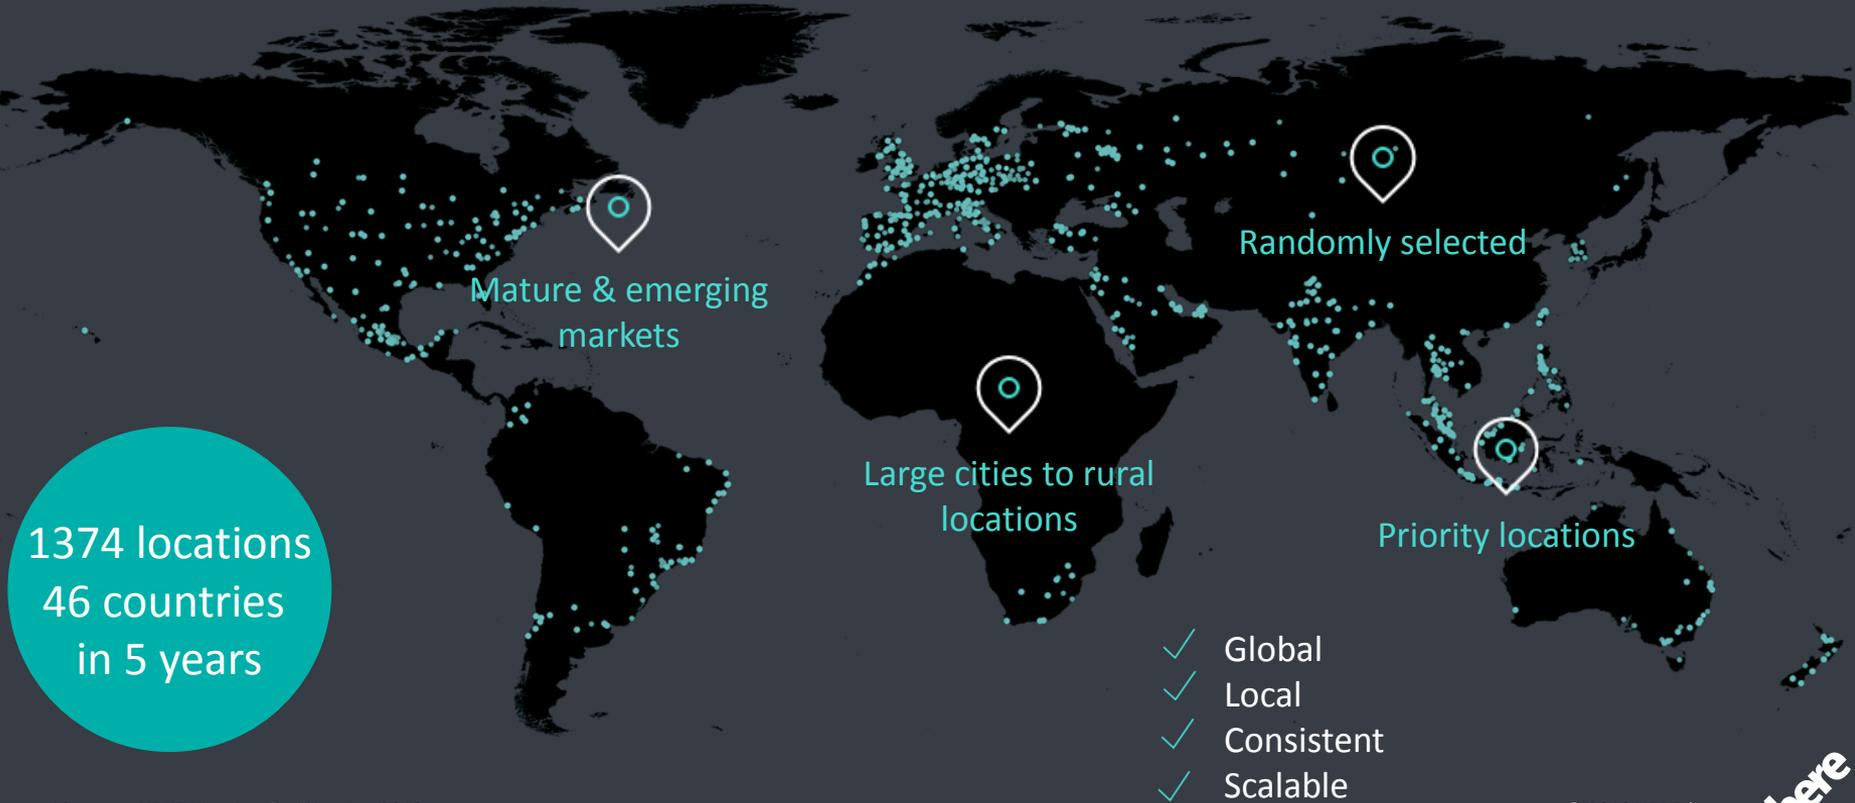 Randomly selected
Mature & emerging
markets
Large cities to rural
locations
Priority locations
1374 locations
46 countries
in 5 years
Global
Local
Consistent
Scalable
here